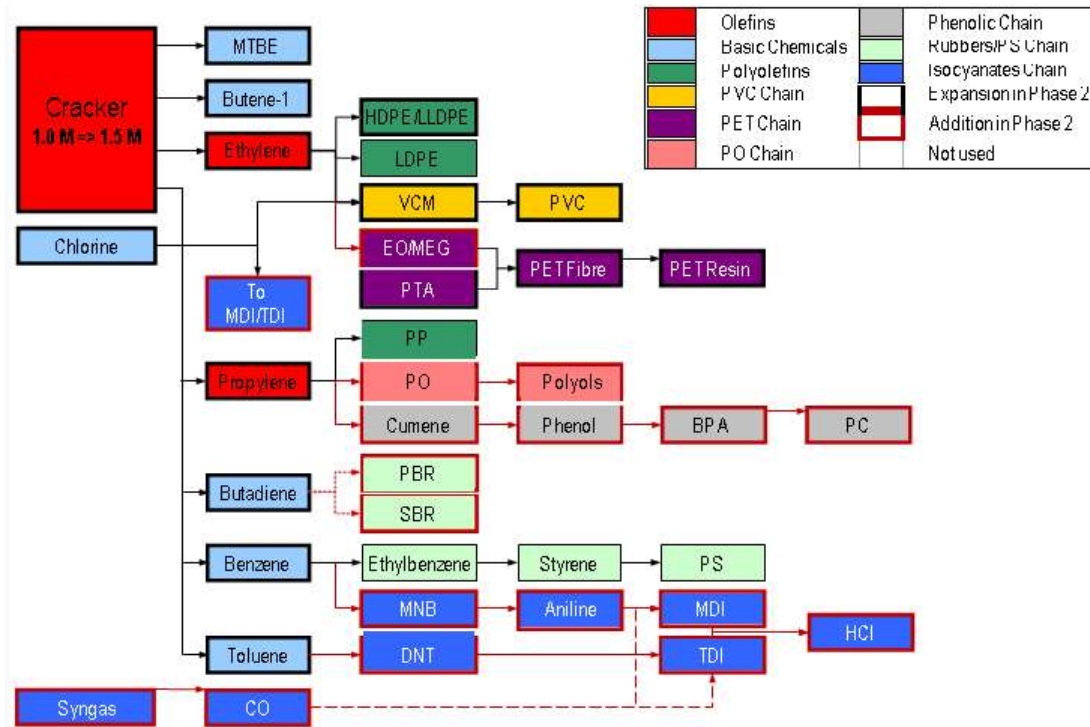 Cracker
1.0 M => 1.5 M
MTBE
Butene-1
Ethylene
HDPE/LLDPE
LDPE
VCM
PVC
Chlorine
EO/MEG
PTA
PET Fibre
PET Resin
To
MDI/TDI
PP
Propylene
PO
Polyols
Cumene
Phenol
BPA
PC
PBR
Butadiene
SBR
Benzene
Ethylbenzene
Styrene
PS
MNB
Aniline
MDI
HCl
Toluene
DNT
TDI
Syngas
CO
Olefins
Basic Chemicals
Polyolefins
PVC Chain
PET Chain
PO Chain
Phenolic Chain
Rubbers/PS Chain
Isocyanates Chain
Expansion in Phase 2
Addition in Phase 2
Not used